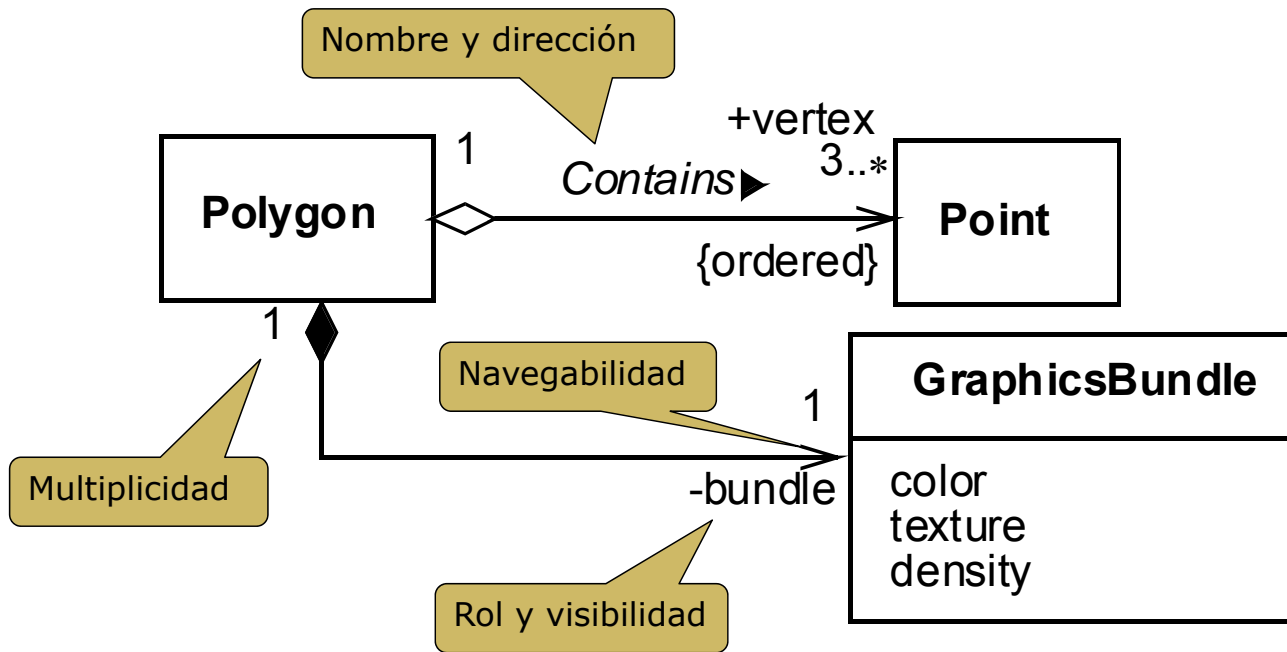 Nombre y dirección
+vertex
1
3..*
Contains
Polygon
Point
{ordered}
1
Navegabilidad
GraphicsBundle
1
Multiplicidad
-bundle
color
texture
density
Rol y visibilidad